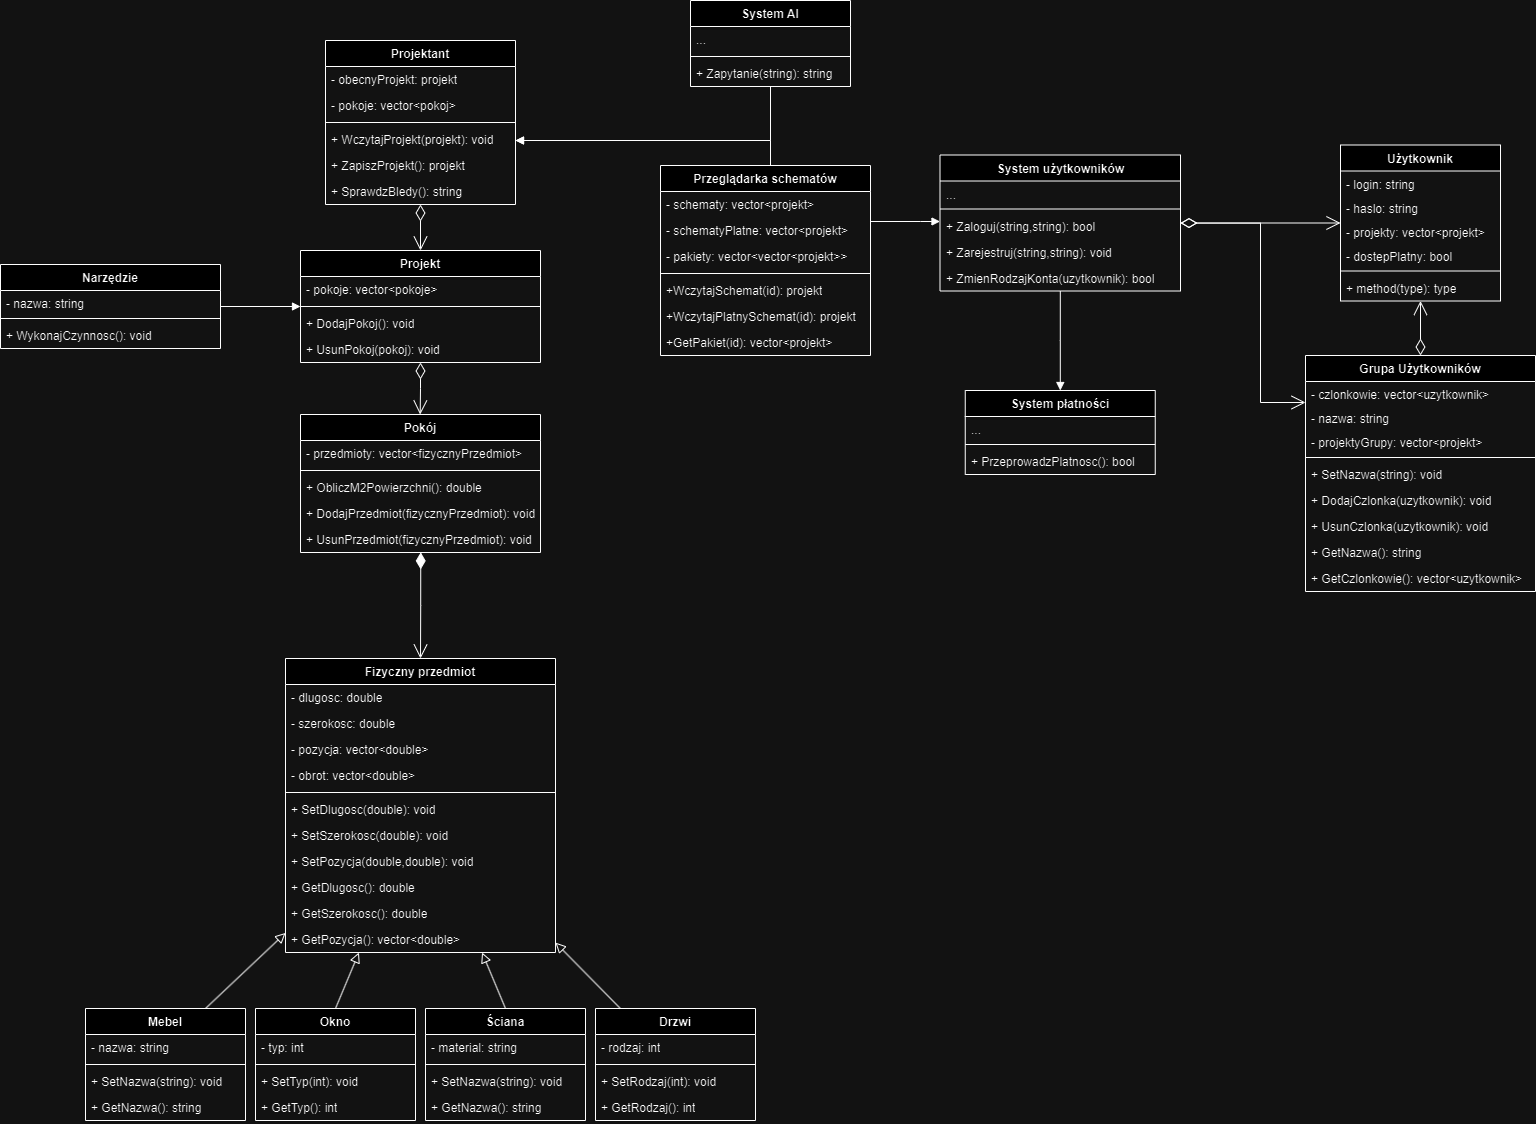 System AI
...
+ Zapytanie(string): string
Projektant
- obecnyProjekt: projekt
- pokoje: vector<pokoj>
+ WczytajProjekt(projekt): void
+ ZapiszProjekt(): projekt
+ SprawdzBledy(): string
Przeglądarka schematów
- schematy: vector<projekt>
- schematyPlatne: vector<projekt>
- pakiety: vector<vector<projekt>>
+WczytajSchemat(id): projekt
+WczytajPlatnySchemat(id): projekt
+GetPakiet(id): vector<projekt>
System użytkowników
...
+ Zaloguj(string,string): bool
+ Zarejestruj(string,string): void
+ ZmienRodzajKonta(uzytkownik): bool
Użytkownik
- login: string
- haslo: string
- projekty: vector<projekt>
- dostepPlatny: bool
+ method(type): type
Narzędzie
- nazwa: string
+ WykonajCzynnosc(): void
Projekt
- pokoje: vector<pokoje>
+ DodajPokoj(): void
+ UsunPokoj(pokoj): void
System płatności
...
+ PrzeprowadzPlatnosc(): bool
Grupa Użytkowników
- czlonkowie: vector<uzytkownik>
- nazwa: string
- projektyGrupy: vector<projekt>
+ SetNazwa(string): void
+ DodajCzlonka(uzytkownik): void
+ UsunCzlonka(uzytkownik): void
+ GetNazwa(): string
+ GetCzlonkowie(): vector<uzytkownik>
Pokój
- przedmioty: vector<fizycznyPrzedmiot>
+ ObliczM2Powierzchni(): double
+ DodajPrzedmiot(fizycznyPrzedmiot): void
+ UsunPrzedmiot(fizycznyPrzedmiot): void
Fizyczny przedmiot
- dlugosc: double
- szerokosc: double
- pozycja: vector<double>
- obrot: vector<double>
+ SetDlugosc(double): void
+ SetSzerokosc(double): void
+ SetPozycja(double,double): void
+ GetDlugosc(): double
+ GetSzerokosc(): double
+ GetPozycja(): vector<double>
Mebel
- nazwa: string
+ SetNazwa(string): void
+ GetNazwa(): string
Okno
- typ: int
+ SetTyp(int): void
+ GetTyp(): int
Ściana
- material: string
+ SetNazwa(string): void
+ GetNazwa(): string
Drzwi
- rodzaj: int
+ SetRodzaj(int): void
+ GetRodzaj(): int